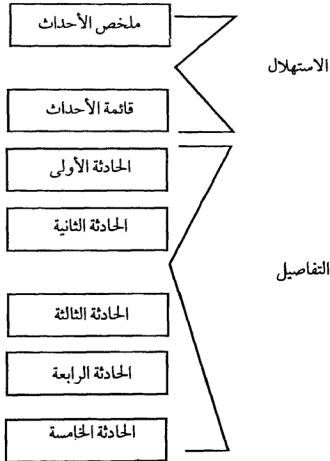 ملخص الأحداث
الاستهلال
قائمة الأحداث
الحادثة الأولى
الحادثة الثانية
التفاصيل
الحادثة الثالثة
الحادثة الرابعة
الحادثة الخامسة